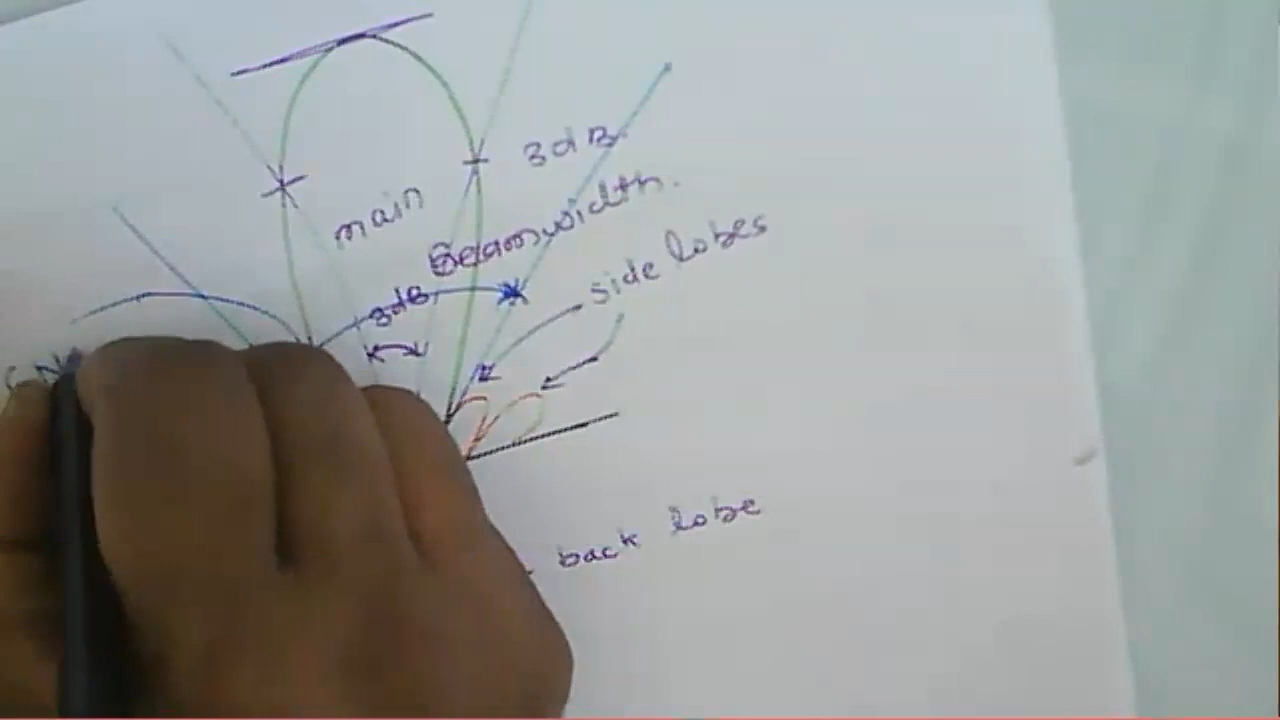 3dB.
main
Beamwidth.
side lobes
3dB
back lobe